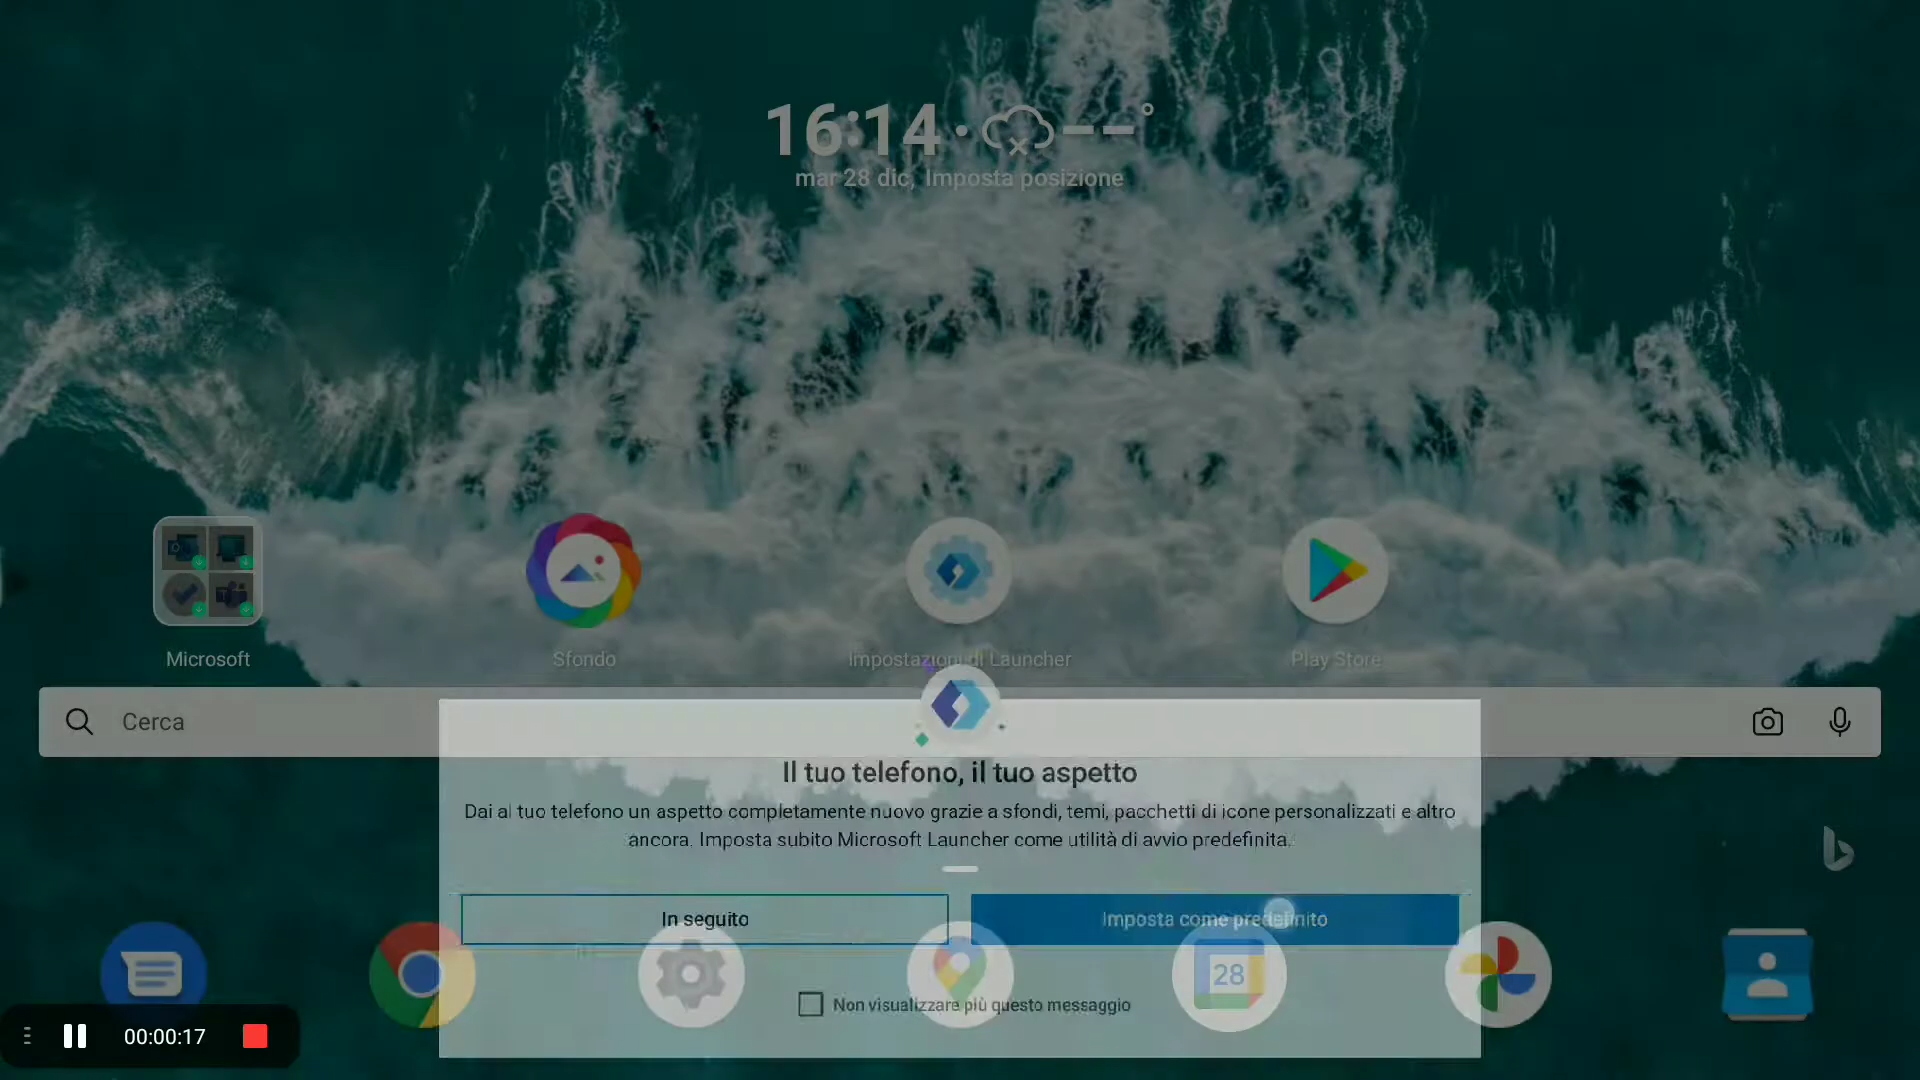 16:14 · --°
mar 28 dic, Imposta posizione
Microsoft
Sfondo
Impostazioni di Launcher
Play Store
Cerca
Il tuo telefono, il tuo aspetto
Dai al tuo telefono un aspetto completamente nuovo grazie a sfondi, temi, pacchetti di icone personalizzati e altro
ancora. Imposta subito Microsoft Launcher come utilità di avvio predefinita.
In seguito
Imposta come predefinito
28
Non visualizzare più questo messaggio
00:00:17